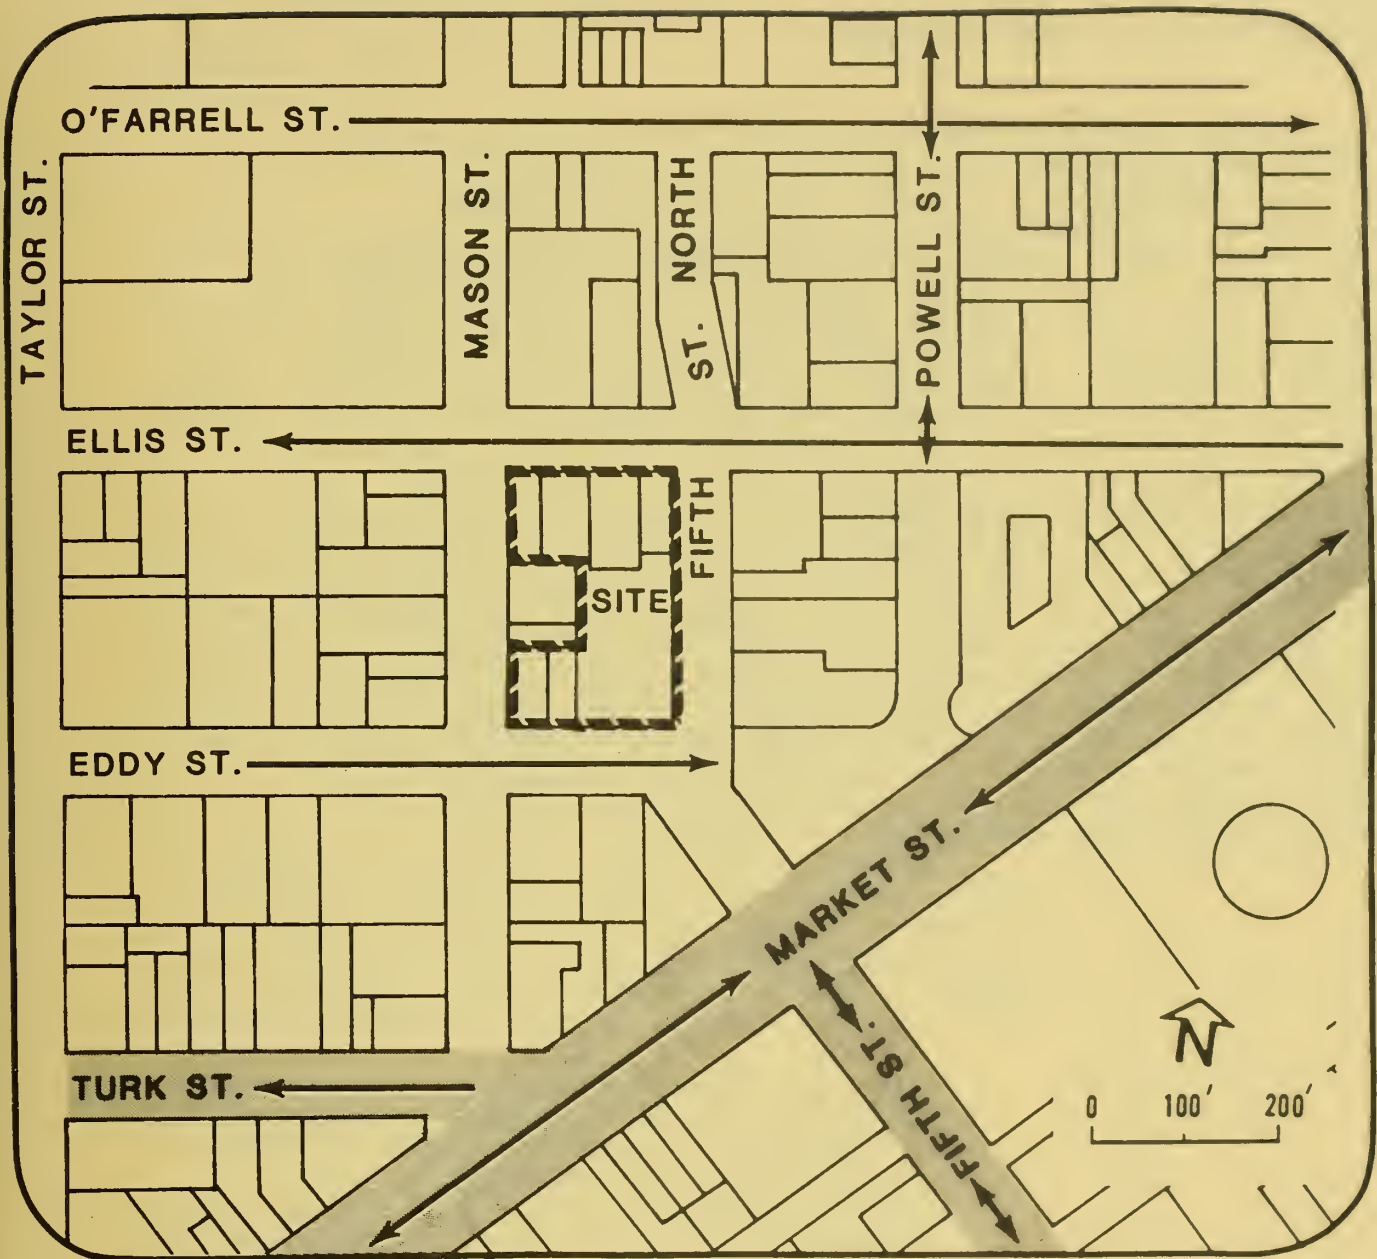 O'FARRELL ST.
TAYLOR ST.
MASON ST.
NORTH
ST.
POWELL ST.
ELLIS ST.
FIFTH
SITE
EDDY ST.
MARKET ST.
FIFTH ST.
N
TURK ST.
0 100' 200'